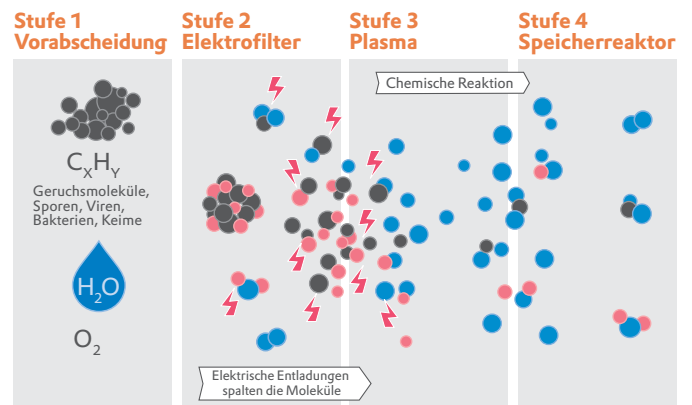 Stufe 1
Vorabscheidung
Stufe 2
Elektrofilter
Stufe 3
Plasma
Stufe 4
Speicherreaktor
Chemische Reaktion
CXHY
Geruchsmoleküle,
Sporen, Viren,
Bakterien, Keime
H2O
O2
Elektrische Entladungen
spalten die Moleküle